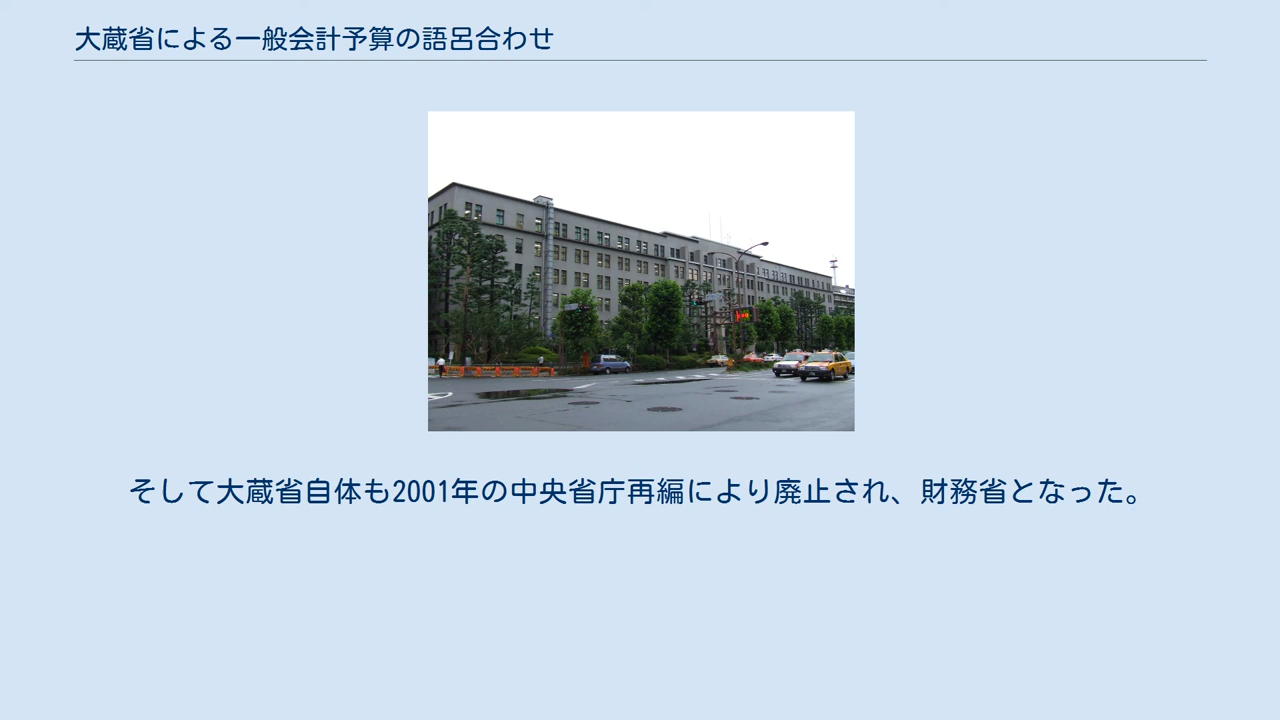 大蔵省による一般会計予算の語呂合わせ
そして大蔵省自体も2001年の中央省庁再編により廃止され、財務省となった。